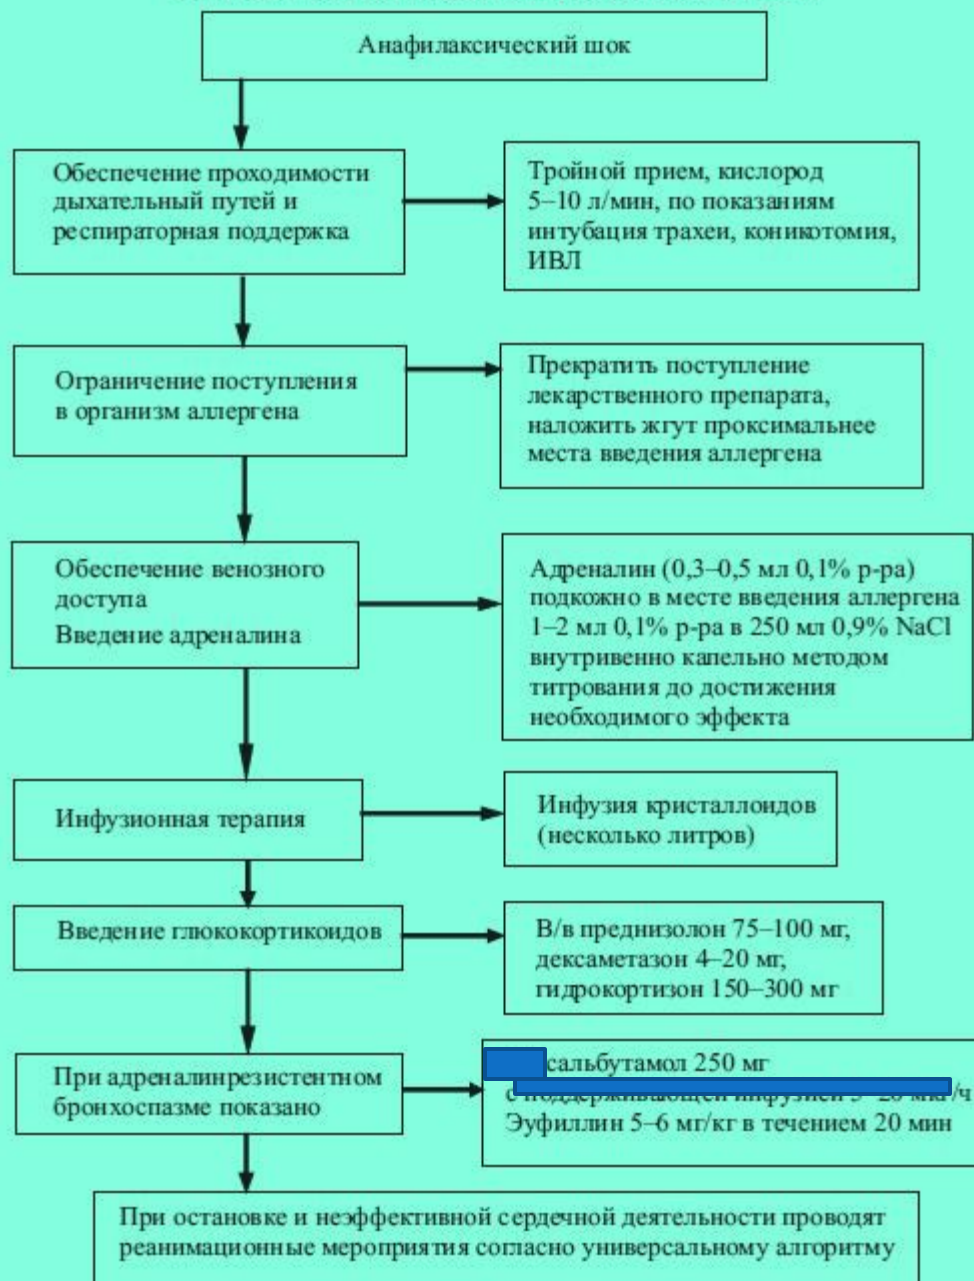 Анафилаксический шок
Обеспечение проходимости
дыхательный путей и
респираторная поддержка
Тройной прием, кислород
5–10 л/мин, по показаниям
интубация трахеи, коникотомия,
ИВЛ
Ограничение поступления
в организм аллергена
Прекратить поступление
лекарственного препарата,
наложить жгут проксимальнее
места введения аллергена
Обеспечение венозного
доступа
Введение адреналина
Адреналин (0,3–0,5 мл 0,1% р-ра)
подкожно в месте введения аллергена
1–2 мл 0,1% р-ра в 250 мл 0,9% NaCl
внутривенно капельно методом
титрования до достижения
необходимого эффекта
Инфузионная терапия
Инфузия кристаллоидов
(несколько литров)
Введение глюкокортикоидов
В/в преднизолон 75–100 мг,
дексаметазон 4–20 мг,
гидрокортизон 150–300 мг
При адреналинрезистентном
бронхоспазме показано
сальбутамол 250 мг
Эуфиллин 5–6 мг/кг в течением 20 мин
При остановке и неэффективной сердечной деятельности проводят
реанимационные мероприятия согласно универсальному алгоритму